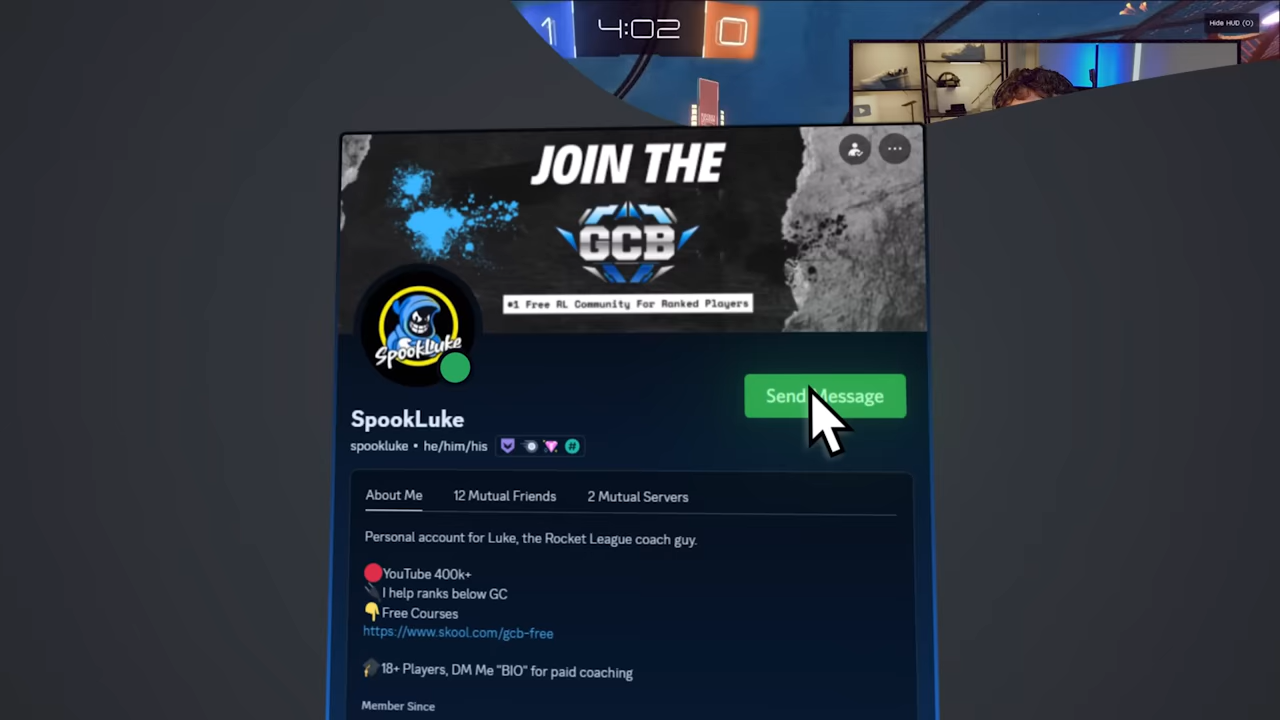 1 4:02 0
Hide HUD (O)
JOIN THE
GCB
#1 Free RL Community For Ranked Players
SpookLuke
Send Message
SpookLuke
spookluke • he/him/his
About Me 12 Mutual Friends 2 Mutual Servers
Personal account for Luke, the Rocket League coach guy.
YouTube 400k+
I help ranks below GC
Free Courses
https://www.skool.com/gcb-free
18+ Players, DM Me "BIO" for paid coaching
Member Since